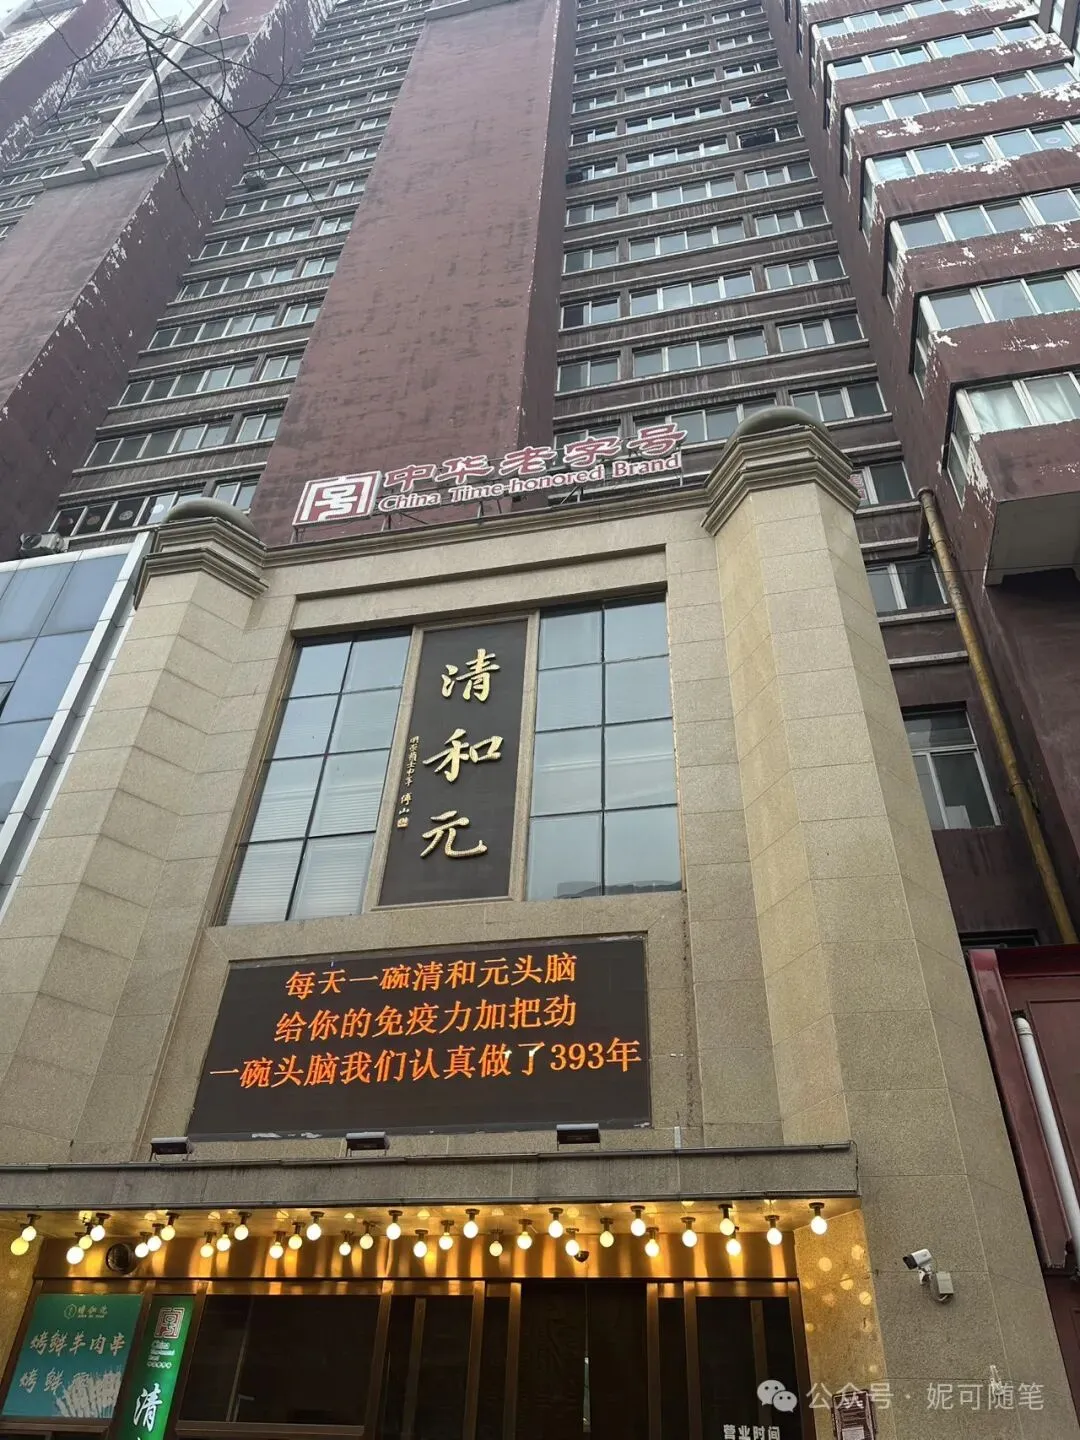 中华老字号
China Time-honored Brand
清和元
傅山
每天一碗清和元头脑
给你的免疫力加把劲
一碗头脑我们认真做了393年
烤鲜羊肉串
烤鲜
清
营业时间
公众号·妮可随笔